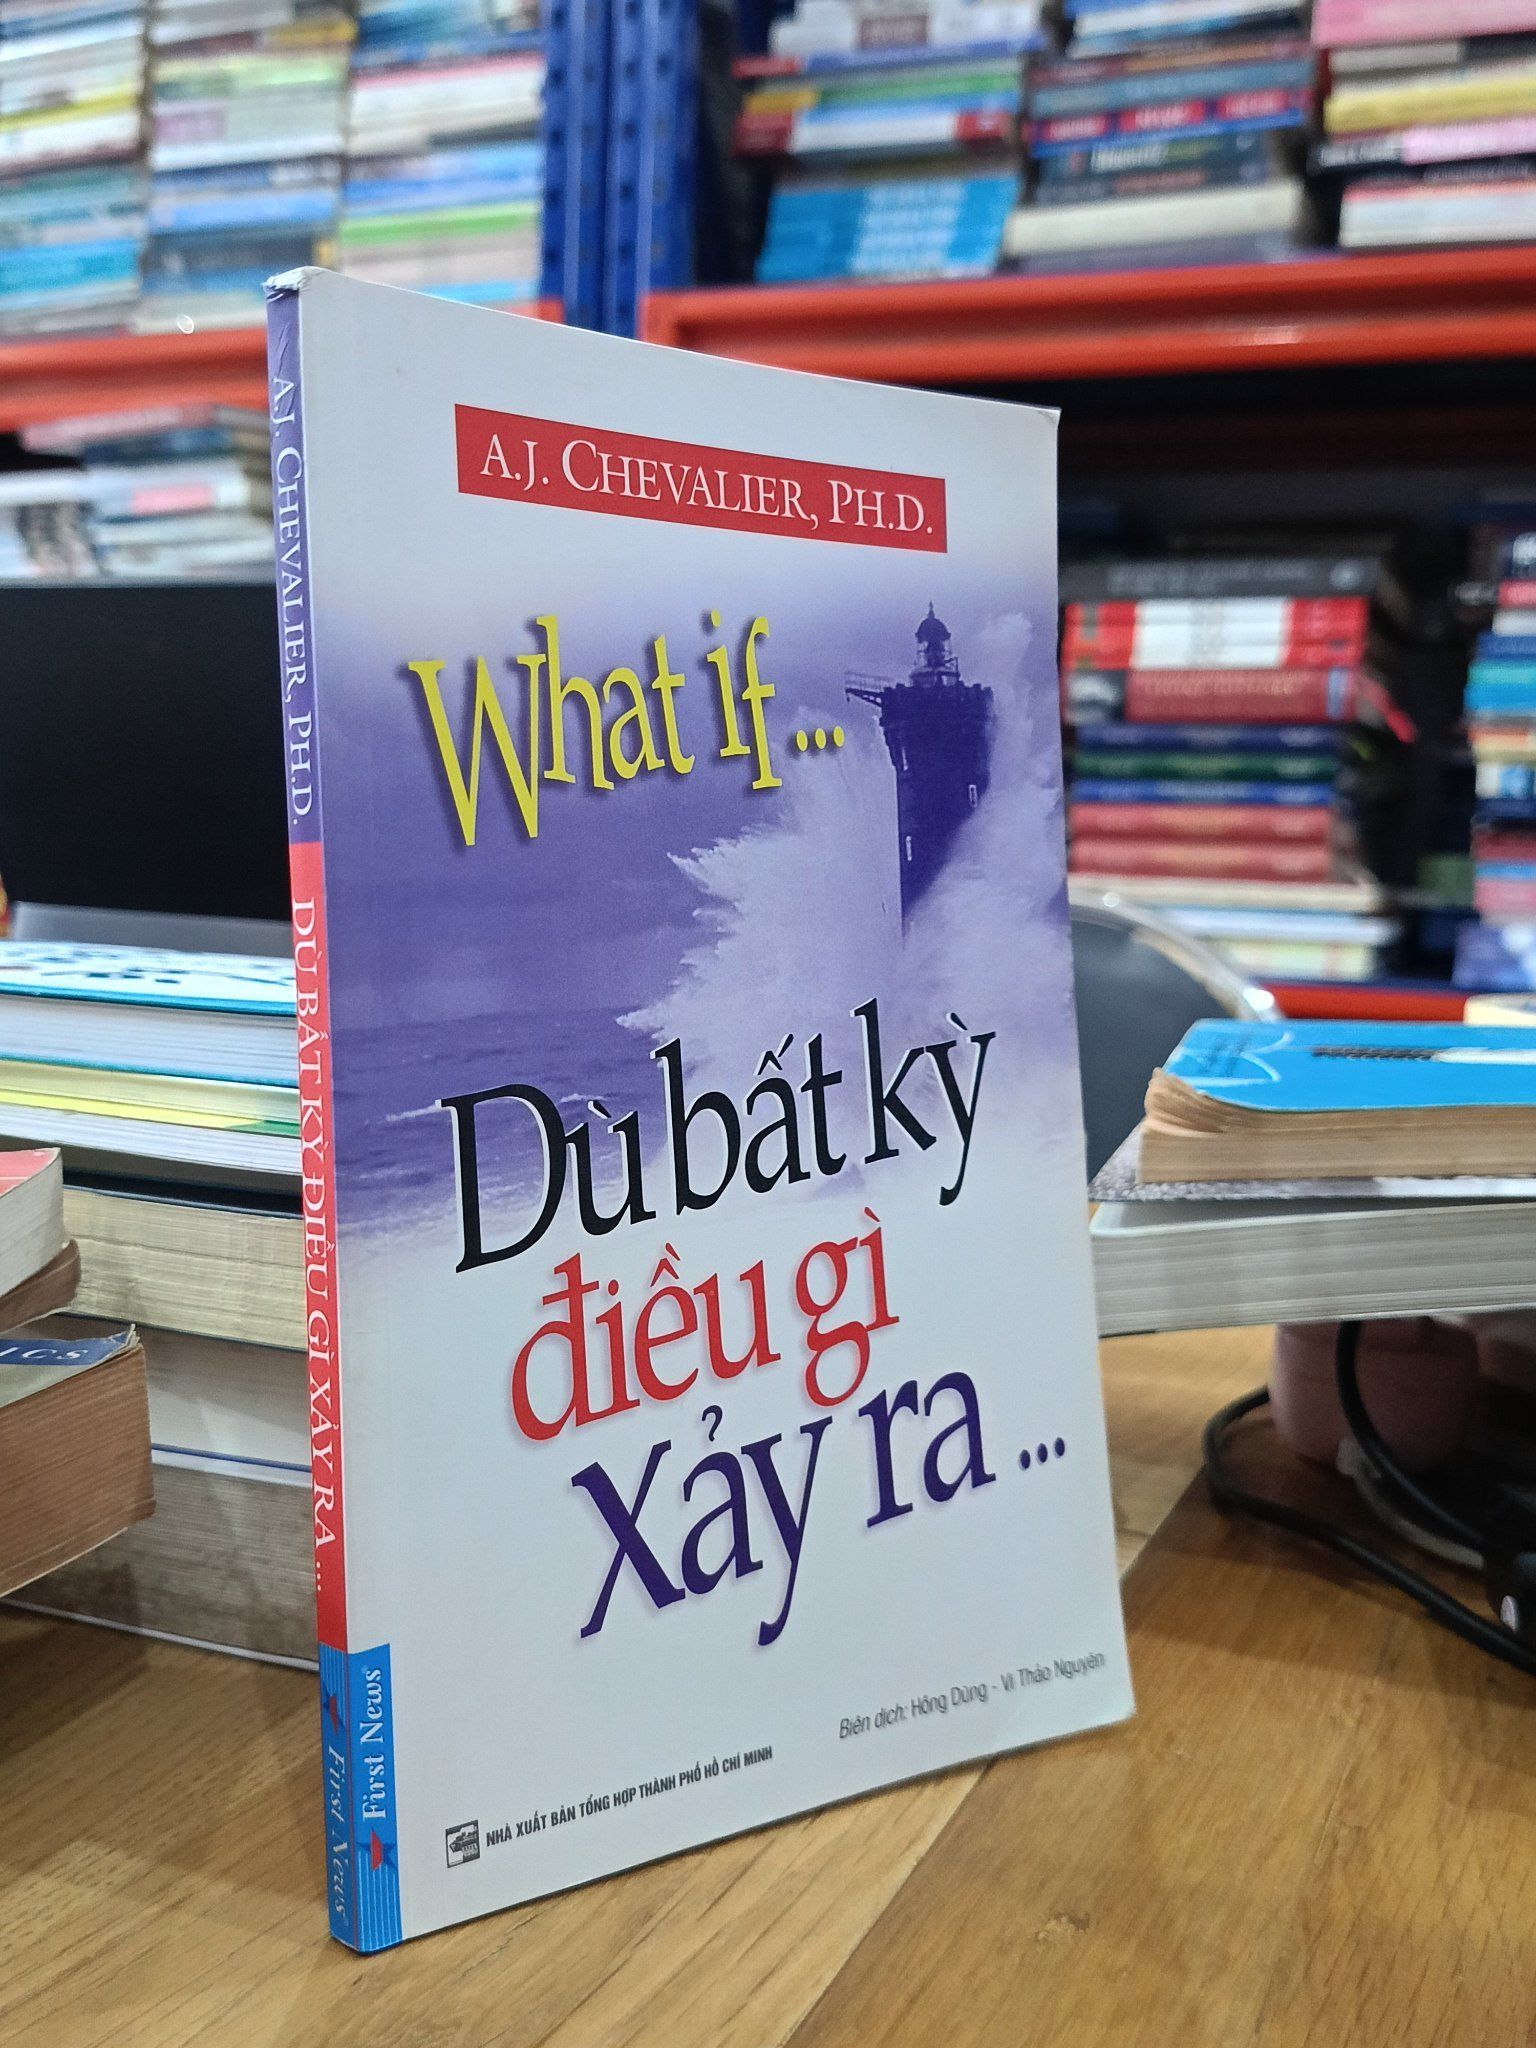 A.J. CHEVALIER, PH.D.
What if ...
Dù bất kỳ
điều gì
xảy ra ...
Biên dịch: Hồng Dũng - Vi Thảo Nguyên
NHÀ XUẤT BẢN TỔNG HỢP THÀNH PHỐ HỒ CHÍ MINH
First News
A.J. CHEVALIER, PH.D.
DÙ BẤT KỲ ĐIỀU GÌ XẢY RA ...
First News
ICS